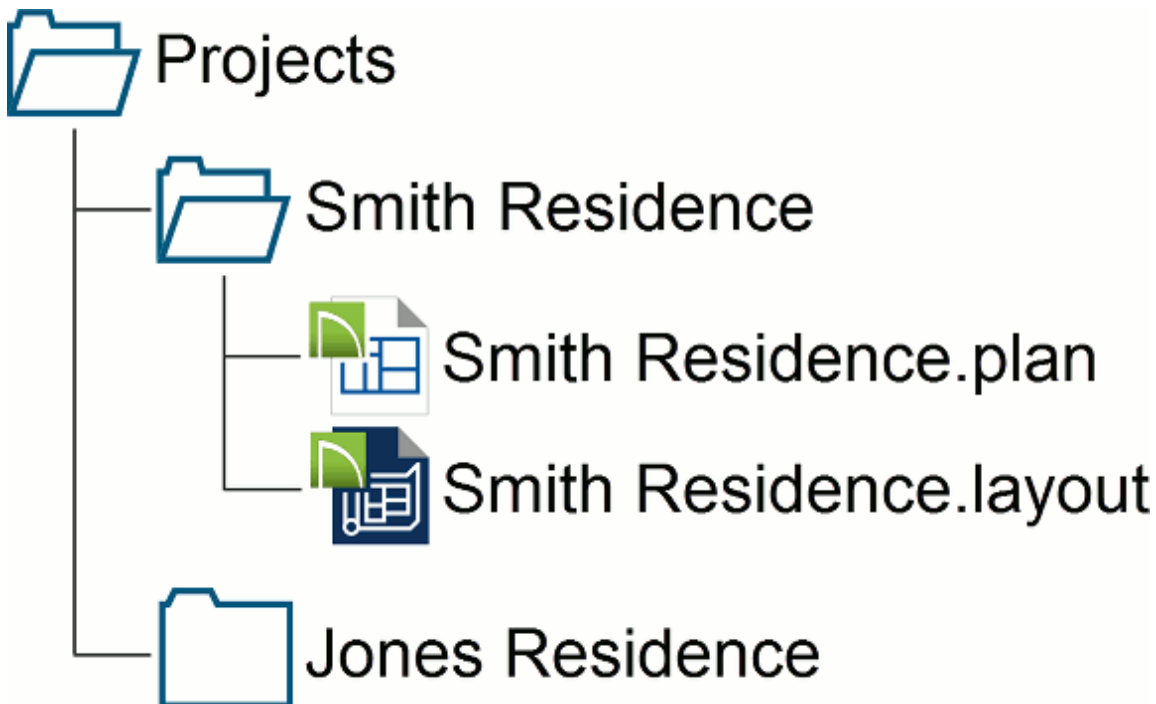 Projects
Smith Residence
Smith Residence.plan
Smith Residence.layout
Jones Residence